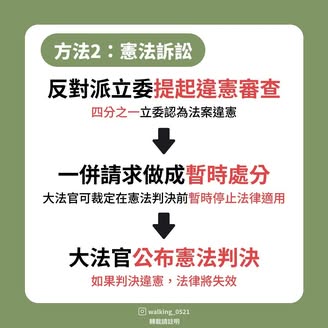 方法2：憲法訴訟
反對派立委提起違憲審查
四分之一立委認為法案違憲
一併請求做成暫時處分
大法官可裁定在憲法判決前暫時停止法律適用
大法官公布憲法判決
如果判決違憲，法律將失效
walking_0521
轉載請註明